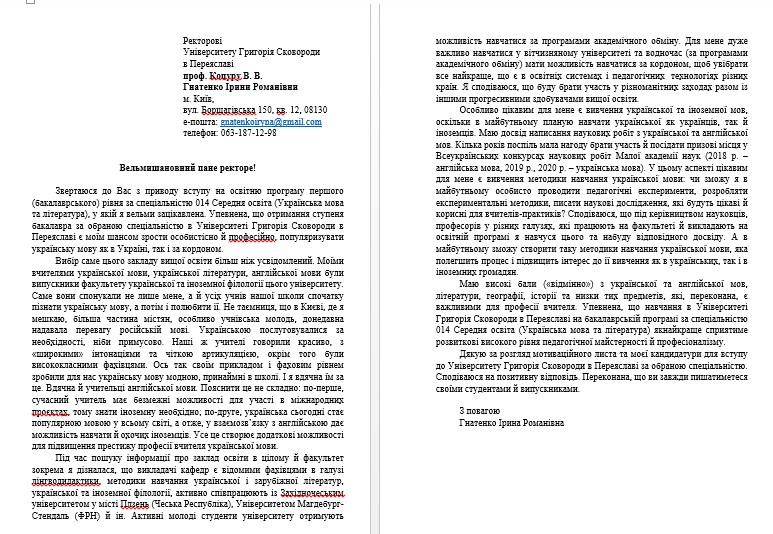 Ректорові
Університету Григорія Сковороди
в Переяславі
проф. Коцуру В. В.
Гнатенко Ірини Романівни
м. Київ,
вул. Борщагівська 150, кв. 12, 08130
е-пошта: gnatenkoiryna@gmail.com
телефон: 063-187-12-98
Вельмишановний пане ректоре!
Звертаюся до Вас з приводу вступу на освітню програму першого
(бакалаврського) рівня за спеціальністю 014 Середня освіта (Українська мова
та література), у якій я вельми зацікавлена. Упевнена, що отримання ступеня
бакалавра за обраною спеціальністю в Університеті Григорія Сковороди в
Переяславі є моїм шансом зрости особистісно й професійно, популяризувати
українську мову як в Україні, так і за кордоном.
Вибір саме цього закладу вищої освіти більш ніж усвідомлений. Моїми
вчителями української мови, української літератури, англійської мови були
випускники факультету української та іноземної філології цього університету.
Саме вони спонукали не лише мене, а й усіх учнів нашої школи спочатку
пізнати українську мову, а потім і полюбити її. Не таємниця, що в Києві, де я
мешкаю, більша частина містян, особливо учнівська молодь, донедавна
надавала перевагу російській мові. Українською послуговувалися за
необхідності, ніби примусово. Наші ж учителі говорили красиво, з
«широкими» інтонаціями та чіткою артикуляцією, окрім того були
висококласними фахівцями. Ось так своїм прикладом і фаховим рівнем
зробили для нас українську мову модною, принаймні в школі. І я вдячна їм за
це. Вдячна й учительці англійської мови. Пояснити це не складно: по-перше,
сучасний учитель має безмежні можливості для участі в міжнародних
проєктах, тому знати іноземну необхідно; по-друге, українська сьогодні стає
популярною мовою у всьому світі, а отже, у взаємозв’язку з англійською дає
можливість навчати й охочих іноземців. Усе це створює додаткові можливості
для підвищення престижу професії вчителя української мови.
Під час пошуку інформації про заклад освіти в цілому й факультет
зокрема я дізналася, що викладачі кафедр є відомими фахівцями в галузі
лінгводидактики, методики навчання української і зарубіжної літератур,
української та іноземної філології, активно співпрацюють із Західночеським
університетом у місті Плзень (Чеська Республіка), Університетом Магдебург-
Стендаль (ФРН) й ін. Активні молоді студенти університету отримують
можливість навчатися за програмами академічного обміну. Для мене дуже
важливо навчатися у вітчизняному університеті та водночас (за програмами
академічного обміну) мати можливість навчатися за кордоном, щоб увібрати
все найкраще, що є в освітніх системах і педагогічних технологіях різних
країн. Я сподіваюся, що буду брати участь у різноманітних заходах разом із
іншими прогресивними здобувачами вищої освіти.
Особливо цікавим для мене є вивчення української та іноземної мов,
оскільки в майбутньому планую навчати української як українців, так й
іноземців. Маю досвід написання наукових робіт з української та англійської
мов. Кілька років поспіль мала нагоду брати участь й посідати призові місця у
Всеукраїнських конкурсах наукових робіт Малої академії наук (2018 р. –
англійська мова, 2019 р., 2020 р. – українська мова). У цьому аспекті цікавим
для мене є вивчення методики навчання української мови: чи зможу я в
майбутньому особисто проводити педагогічні експерименти, розробляти
експериментальні методики, писати наукові дослідження, які будуть цікаві й
корисні для вчителів-практиків? Сподіваюся, що під керівництвом науковців,
професорів у різних галузях, які працюють на факультеті й викладають на
освітній програмі я навчуся цього та набуду відповідного досвіду. А в
майбутньому зможу створити таку методику навчання української мови, яка
полегшить процес і підвищить інтерес до її вивчення як в українських, так і в
іноземних громадян.
Маю високі бали («відмінно») з української та англійської мов,
літератури, географії, історії та низки тих предметів, які, переконана, є
важливими для професії вчителя. Упевнена, що навчання в Університеті
Григорія Сковороди в Переяславі на бакалаврській програмі за спеціальністю
014 Середня освіта (Українська мова та література) якнайкраще сприятиме
розвиткові високого рівня педагогічної майстерності й професіоналізму.
Дякую за розгляд мотиваційного листа та моєї кандидатури для вступу
до Університету Григорія Сковороди в Переяславі за обраною спеціальністю.
Сподіваюся на позитивну відповідь. Переконана, що ви завжди пишатиметеся
своїми студентами й випускниками.
З повагою
Гнатенко Ірина Романівна